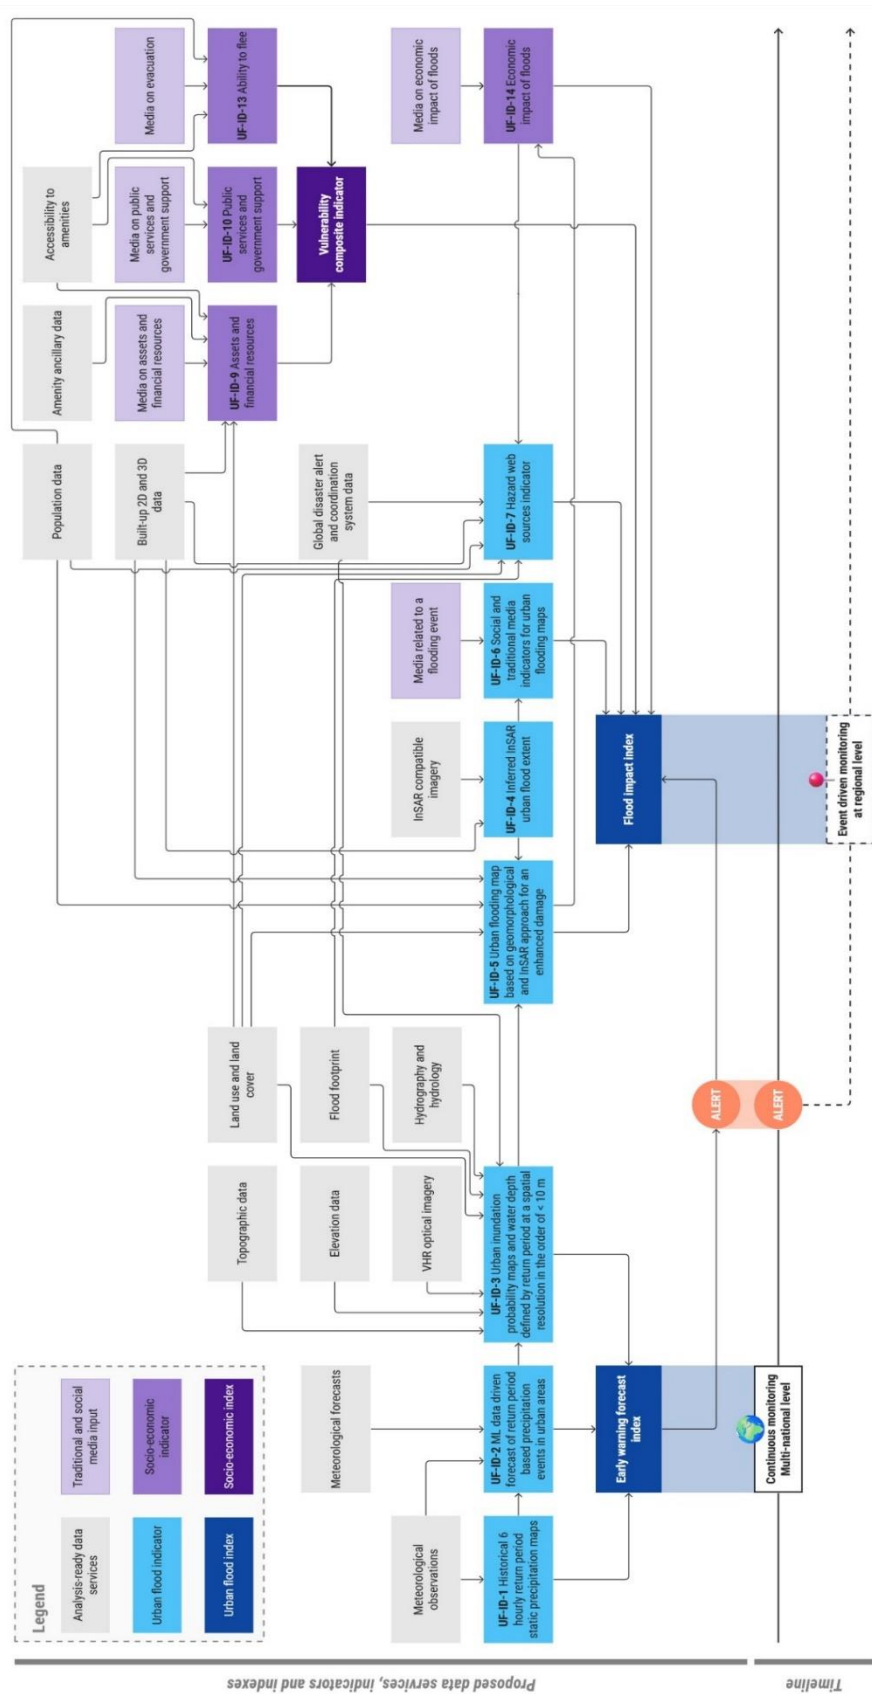 Legend
Analysis-ready data
services
Traditional and social
media input
Urban flood indicator
Socio-economic
indicator
Urban flood index
Socio-economic index
Proposed data services, indicators and indexes
Timeline
Meteorological
observations
Meteorological forecasts
Topographic data
Elevation data
VHR optical imagery
Land use and land
cover
Flood footprint
Hydrography and
hydrology
Population data
Built-up 2D and 3D
data
Global disaster alert
and coordination
system data
InSAR compatible
imagery
Media related to a
flooding event
Amenity ancillary data
Media on assets and
financial resources
UF-ID-9 Assets and
financial resources
Accessibility to
amenities
Media on public
services and
government support
UF-ID-10 Public
services and
government support
Media on evacuation
UF-ID-13 Ability to flee
Vulnerability
composite indicator
Media on economic
impact of floods
UF-ID-14 Economic
impact of floods
UF-ID-1 Historical 6
hourly return period
static precipitation maps
UF-ID-2 ML data driven
forecast of return period
based precipitation
events in urban areas
UF-ID-3 Urban inundation
probability maps and water depth
defined by return period at a spatial
resolution in the order of < 10 m
UF-ID-5 Urban flooding map
based on geomorphological
and InSAR approach for an
enhanced damage
UF-ID-4 Inferred InSAR
urban flood extent
UF-ID-6 Social and
traditional media
indicators for urban
flooding maps
UF-ID-7 Hazard web
sources indicator
Early warning forecast
index
Flood impact index
ALERT
ALERT
Continuous monitoring
Multi-national level
Event driven monitoring
at regional level